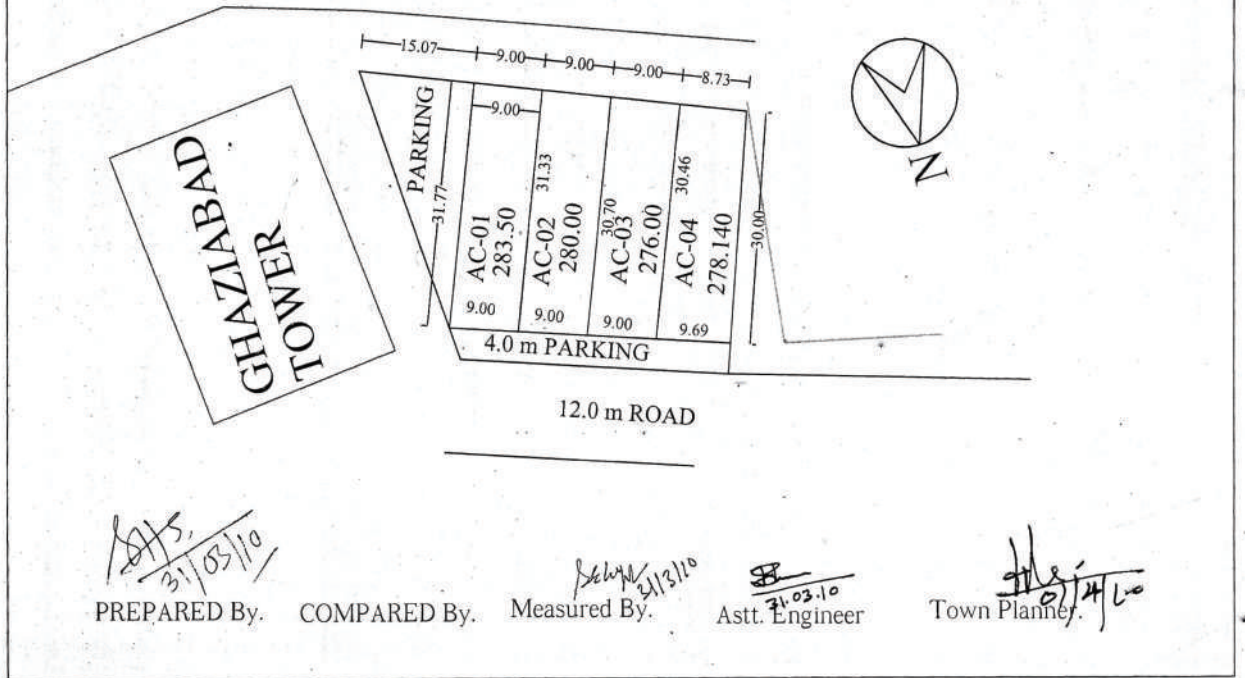 15.07 9.00 9.00 9.00 8.73
9.00
PARKING
31.77
GHAZIABAD
TOWER
AC-01
283.50
31.33
AC-02
280.00
30.70
AC-03
276.00
30.46
AC-04
278.140
30.00
N
9.00 9.00 9.00 9.69
4.0 m PARKING
12.0 m ROAD
31/03/10
31/3/10
31.03.10
PREPARED By. COMPARED By. Measured By. Astt. Engineer Town Planner.